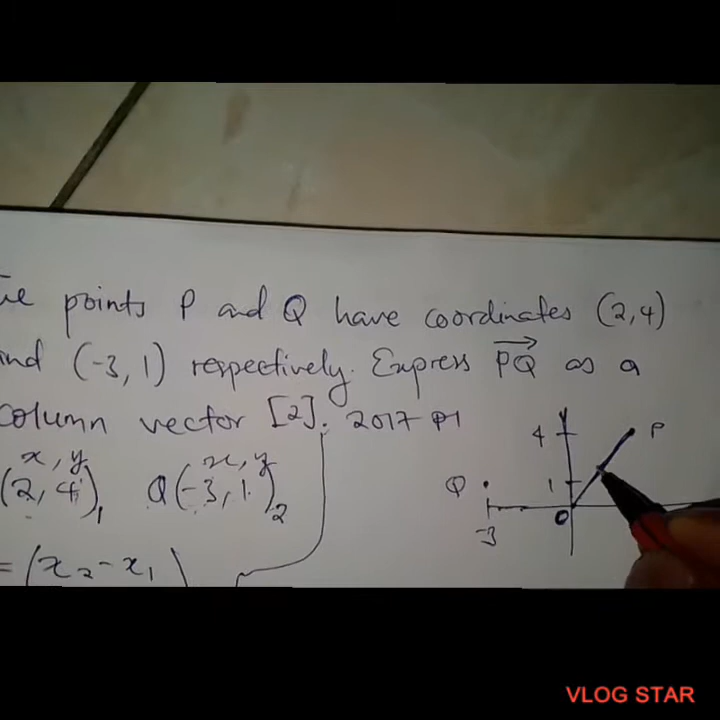 points P and Q have coordinates (2,4)
(-3, 1) respectively. Express PQ as a
column vector [2]. 2017 P1
x, y x, y
(2, 4)1 Q(-3, 1)2
= (x2 - x1)
4 P
Q 1
O
-3
VLOG STAR